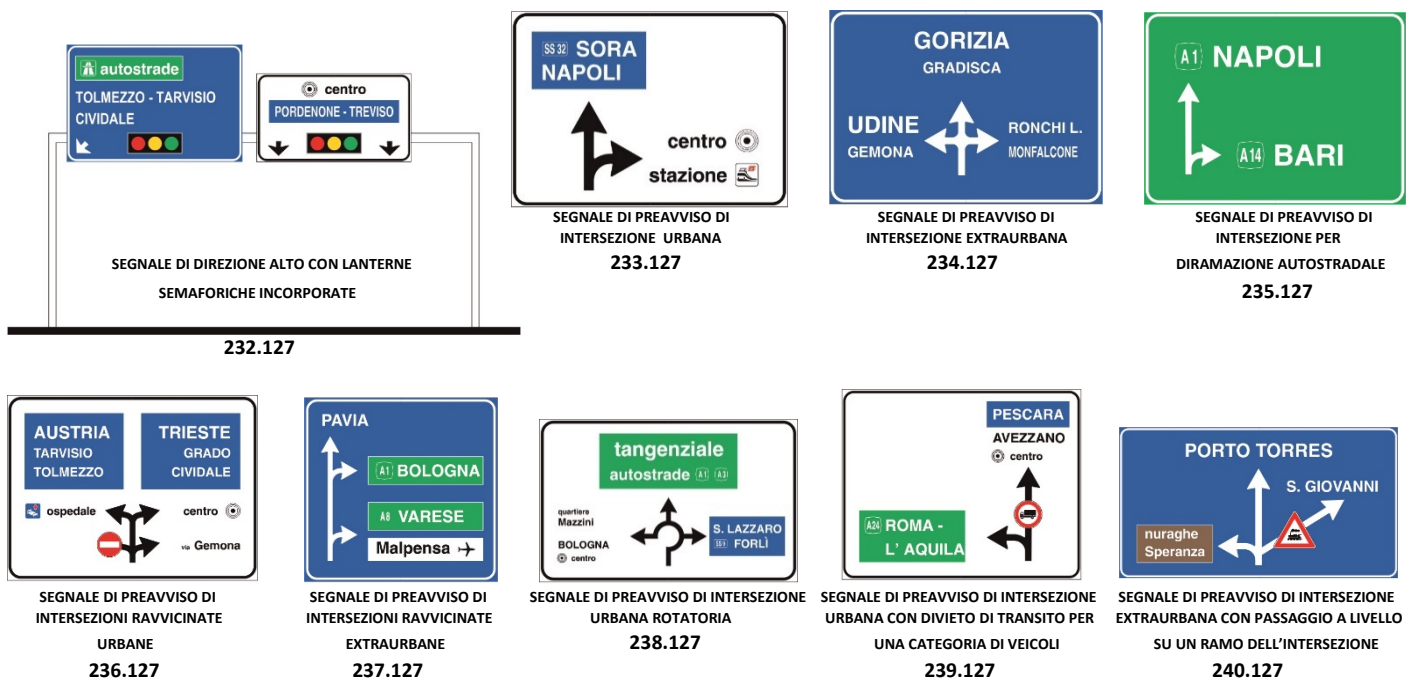 autostrade
TOLMEZZO - TARVISIO
CIVIDALE
centro
PORDENONE - TREVISO
SEGNALE DI DIREZIONE ALTO CON LANTERNE
SEMAFORICHE INCORPORATE
232.127
SS 32 SORA
NAPOLI
centro
stazione
SEGNALE DI PREAVVISO DI
INTERSEZIONE URBANA
233.127
GORIZIA
GRADISCA
UDINE
GEMONA
RONCHI L.
MONFALCONE
SEGNALE DI PREAVVISO DI
INTERSEZIONE EXTRAURBANA
234.127
A1 NAPOLI
A14 BARI
SEGNALE DI PREAVVISO DI
INTERSEZIONE PER
DIRAMAZIONE AUTOSTRADALE
235.127
AUSTRIA
TARVISIO
TOLMEZZO
TRIESTE
GRADO
CIVIDALE
ospedale
centro
via Gemona
SEGNALE DI PREAVVISO DI
INTERSEZIONI RAVVICINATE
URBANE
236.127
PAVIA
A1 BOLOGNA
A8 VARESE
Malpensa
SEGNALE DI PREAVVISO DI
INTERSEZIONI RAVVICINATE
EXTRAURBANE
237.127
tangenziale
autostrade A1 A3
quartiere
Mazzini
BOLOGNA
centro
S. LAZZARO
SS9 FORLÌ
SEGNALE DI PREAVVISO DI INTERSEZIONE
URBANA ROTATORIA
238.127
PESCARA
AVEZZANO
centro
A24 ROMA -
L' AQUILA
SEGNALE DI PREAVVISO DI INTERSEZIONE
URBANA CON DIVIETO DI TRANSITO PER
UNA CATEGORIA DI VEICOLI
239.127
PORTO TORRES
S. GIOVANNI
nuraghe
Speranza
SEGNALE DI PREAVVISO DI INTERSEZIONE
EXTRAURBANA CON PASSAGGIO A LIVELLO
SU UN RAMO DELL'INTERSEZIONE
240.127